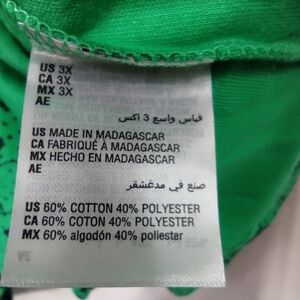 US 3X
CA 3X
MX 3X
AE
قياس واسع 3 اكس
US MADE IN MADAGASCAR
CA FABRIQUÉ À MADAGASCAR
MX HECHO EN MADAGASCAR
AE
صنع في مدغشقر
US 60% COTTON 40% POLYESTER
CA 60% COTON 40% POLYESTER
MX 60% algodón 40% poliester